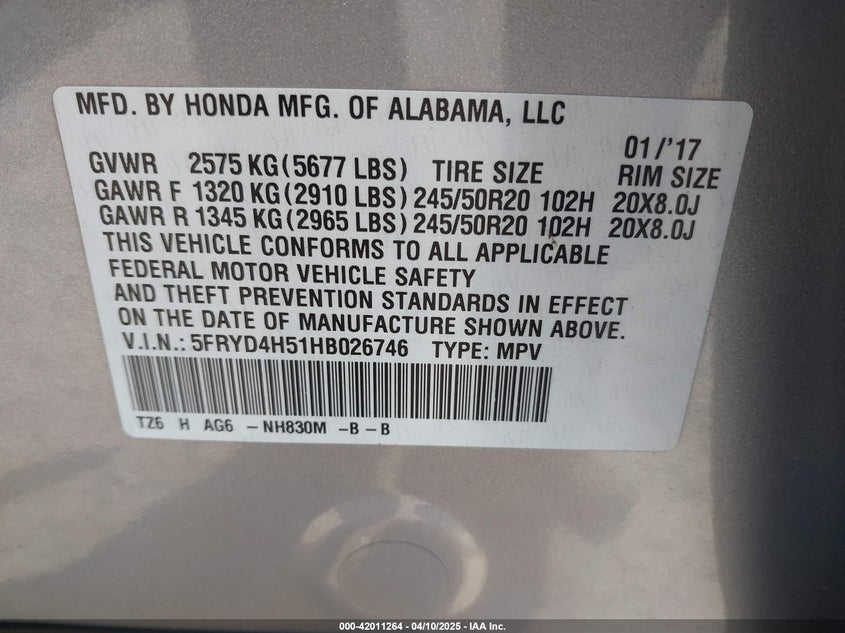 MFD. BY HONDA MFG. OF ALABAMA, LLC
01/'17
GVWR 2575 KG(5677 LBS) TIRE SIZE RIM SIZE
GAWR F 1320 KG(2910 LBS) 245/50R20 102H 20X8.0J
GAWR R 1345 KG(2965 LBS) 245/50R20 102H 20X8.0J
THIS VEHICLE CONFORMS TO ALL APPLICABLE
FEDERAL MOTOR VEHICLE SAFETY
AND THEFT PREVENTION STANDARDS IN EFFECT
ON THE DATE OF MANUFACTURE SHOWN ABOVE.
V.I.N.: 5FRYD4H51HB026746 TYPE: MPV
TZ6 H AG6 - NH830M - B - B
000-42011264 - 04/10/2025 - IAA Inc.